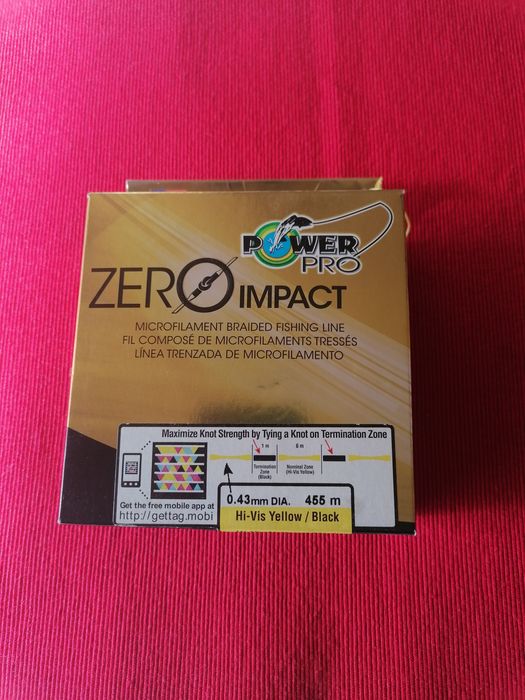 POWER
PRO
ZERO IMPACT
MICROFILAMENT BRAIDED FISHING LINE
FIL COMPOSÉ DE MICROFILAMENTS TRESSÉS
LÍNEA TRENZADA DE MICROFILAMENTO
Maximize Knot Strength by Tying a Knot on Termination Zone
1 m 6 m
Termination Zone (Black)
Nominal Zone (Hi-Vis Yellow)
Get the free mobile app at
http://gettag.mobi
0.43mm DIA. 455 m
Hi-Vis Yellow / Black